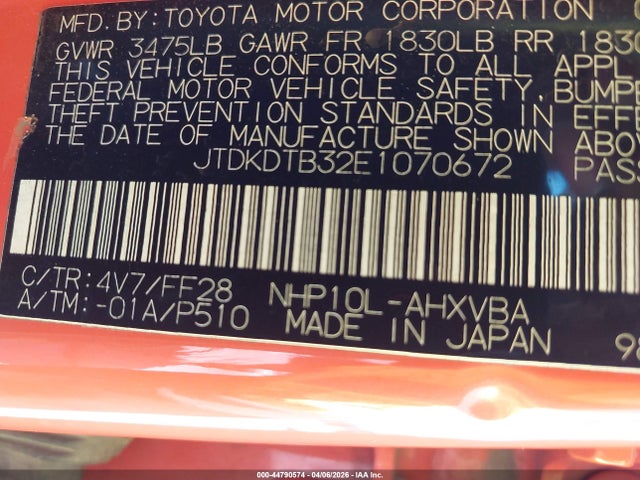 MFD. BY: TOYOTA MOTOR CORPORATION
GVWR 3475LB GAWR FR 1830LB RR 1830
THIS VEHICLE CONFORMS TO ALL APPL
FEDERAL MOTOR VEHICLE SAFETY, BUMPE
THEFT PREVENTION STANDARDS IN EFFE
THE DATE OF MANUFACTURE SHOWN ABOV
JTDKDTB32E1070672 PASS
C/TR: 4V7/FF28 NHP10L-AHXVBA
A/TM: -01A/P510 MADE IN JAPAN 98
000-44790574 - 04/06/2026 - IAA Inc.